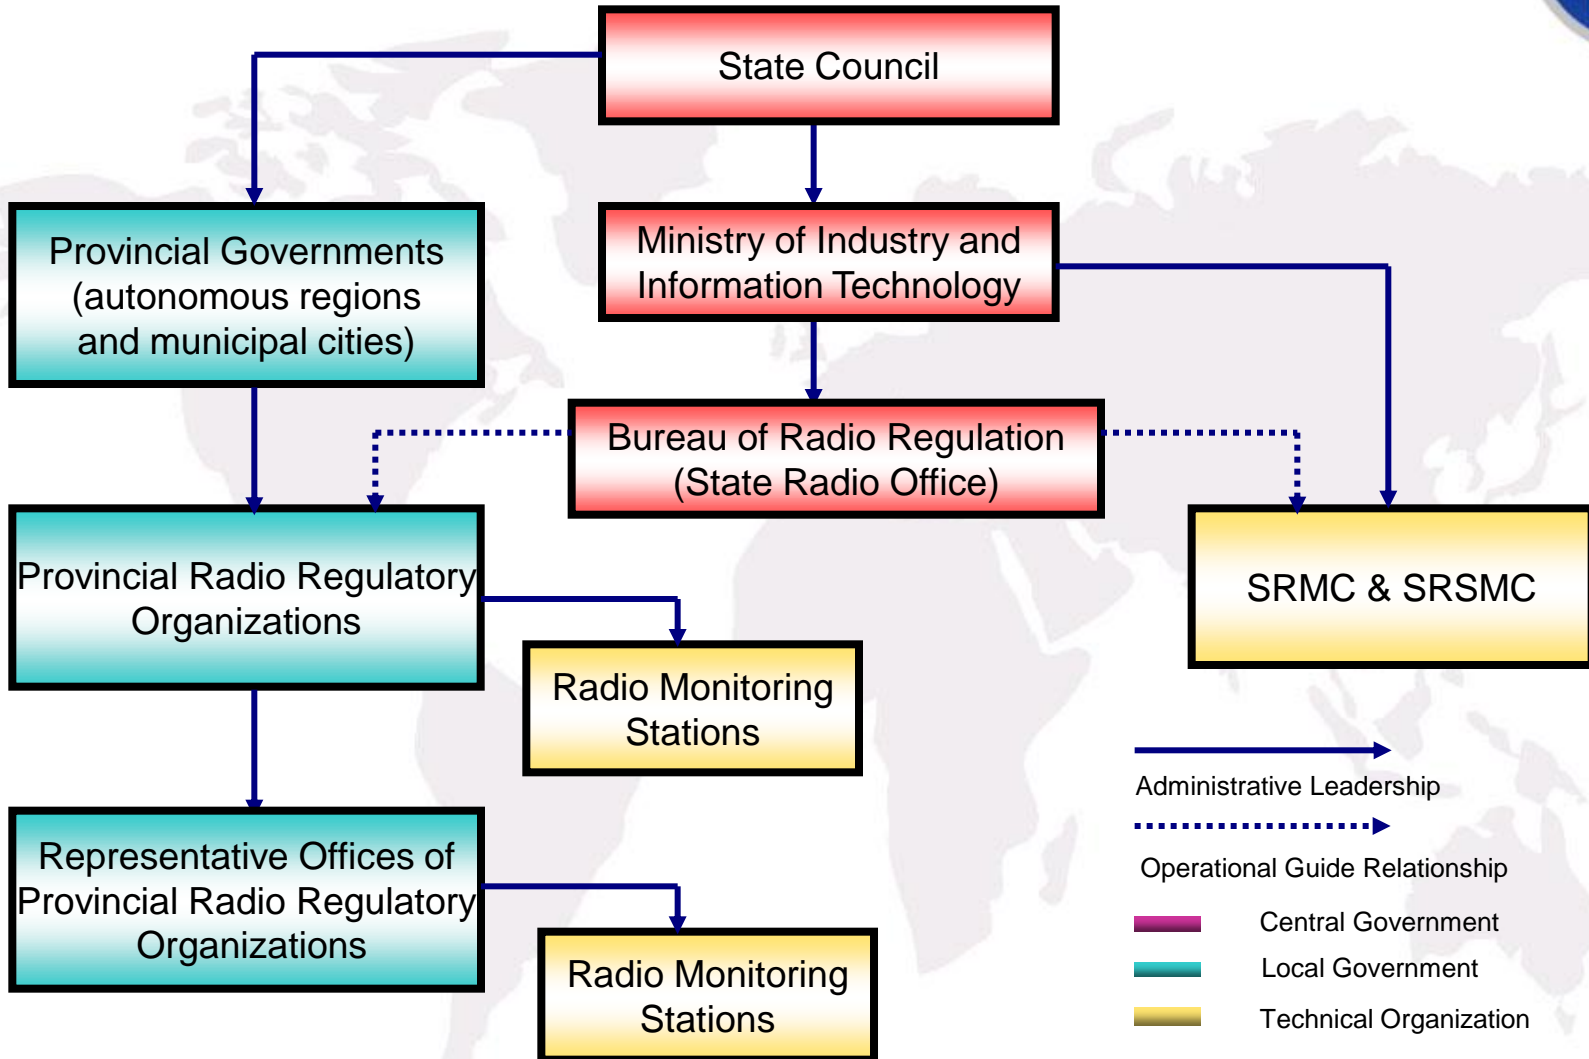 State Council
Provincial Governments
(autonomous regions
and municipal cities)
Ministry of Industry and
Information Technology
Bureau of Radio Regulation
(State Radio Office)
Provincial Radio Regulatory
Organizations
SRMC & SRSMC
Radio Monitoring
Stations
Representative Offices of
Provincial Radio Regulatory
Organizations
Radio Monitoring
Stations
Administrative Leadership
Operational Guide Relationship
Central Government
Local Government
Technical Organization